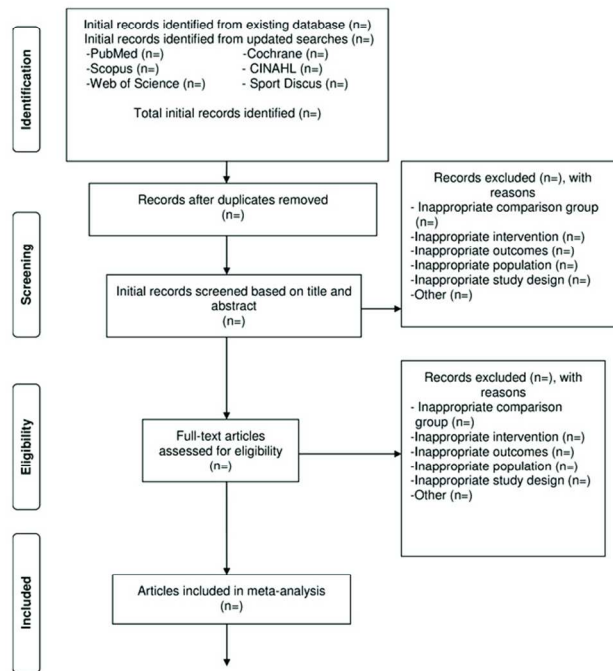 Identification
Initial records identified from existing database (n=)
Initial records identified from updated searches (n=)
-PubMed (n=) -Cochrane (n=)
-Scopus (n=) - CINAHL (n=)
-Web of Science (n=) - Sport Discus (n=)
Total initial records identified (n=)
Records after duplicates removed
(n=)
Screening
Initial records screened based on title and
abstract
(n=)
Records excluded (n=), with
reasons
- Inappropriate comparison group
(n=)
-Inappropriate intervention (n=)
-Inappropriate outcomes (n=)
-Inappropriate population (n=)
-Inappropriate study design (n=)
-Other (n=)
Eligibility
Full-text articles
assessed for eligibility
(n=)
Records excluded (n=), with
reasons
- Inappropriate comparison
group (n=)
-Inappropriate intervention (n=)
-Inappropriate outcomes (n=)
-Inappropriate population (n=)
-Inappropriate study design (n=)
-Other (n=)
Included
Articles included in meta-analysis
(n=)